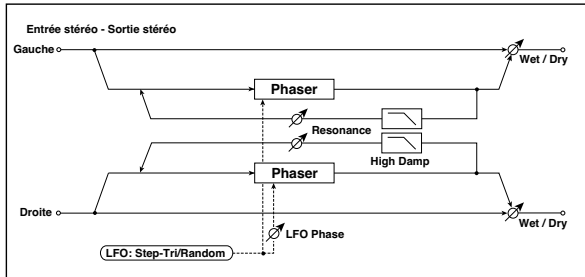 Entrée stéréo - Sortie stéréo
Gauche
Wet / Dry
Phaser
Resonance
High Damp
Phaser
Droite
Wet / Dry
LFO Phase
LFO: Step-Tri/Random